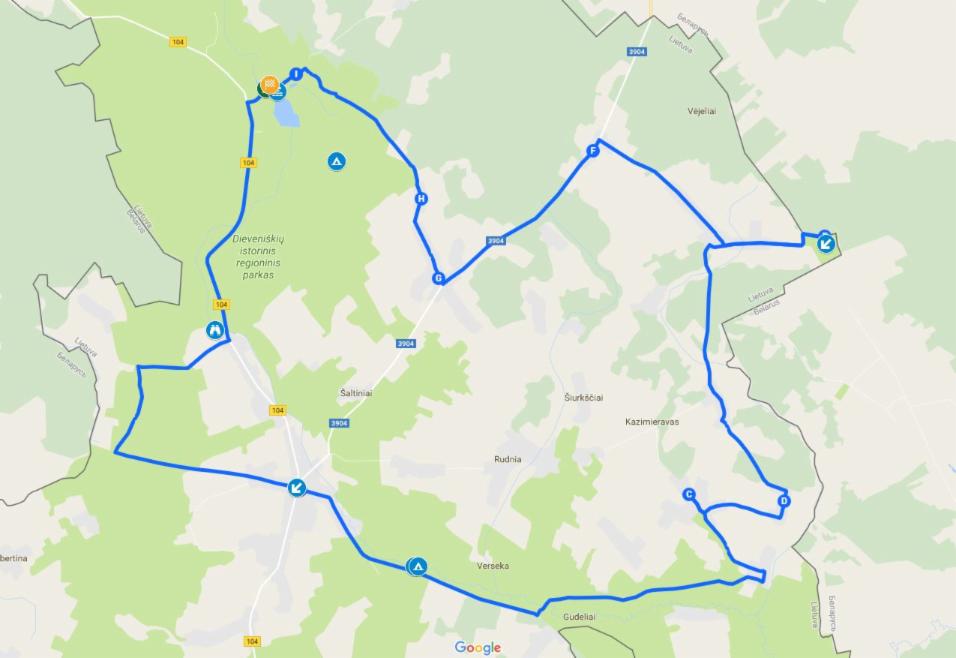 Беларусь
Lietuva
104
3904
Vėjeliai
I
F
104
Lietuva
Belarus
H
Dieveniškių
istorinis
regioninis
parkas
3904
G
Lietuva
Belarus
104
Lietuva
Беларусь
3904
Šaltiniai
Šiurkščiai
104
3904
Kazimieravas
Rudnia
C
D
bertina
Verseka
Gudeliai
Lietuva
Беларусь
104
Google